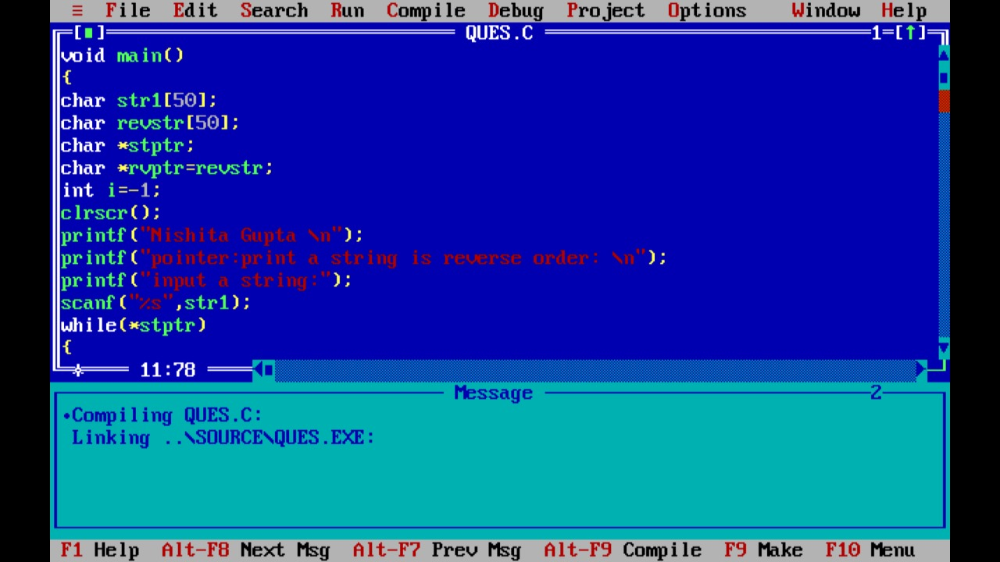 ≡ File Edit Search Run Compile Debug Project Options Window Help
[■] QUES.C 1=[↑]
void main()
{
char str1[50];
char revstr[50];
char *stptr;
char *rvptr=revstr;
int i=-1;
clrscr();
printf("Nishita Gupta \n");
printf("pointer:print a string is reverse order: \n");
printf("input a string:");
scanf("%s",str1);
while(*stptr)
{
11:78
Message 2
•Compiling QUES.C:
Linking ..\SOURCE\QUES.EXE:
F1 Help Alt-F8 Next Msg Alt-F7 Prev Msg Alt-F9 Compile F9 Make F10 Menu